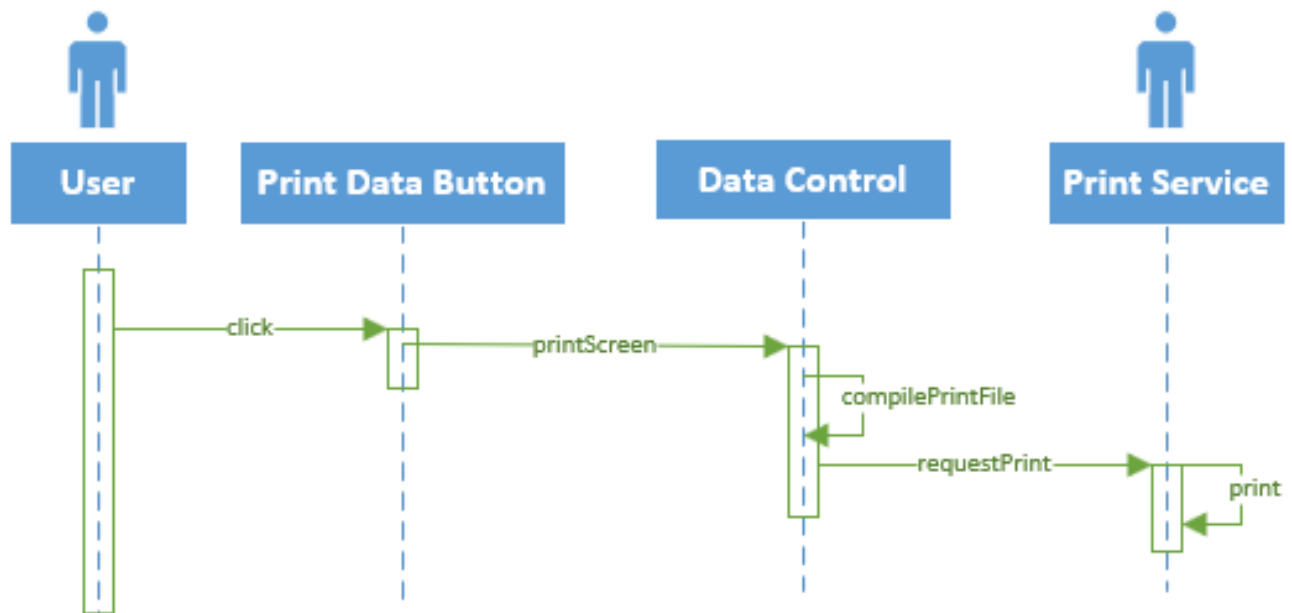 User
Print Data Button
Data Control
Print Service
click
printScreen
compilePrintFile
requestPrint
print